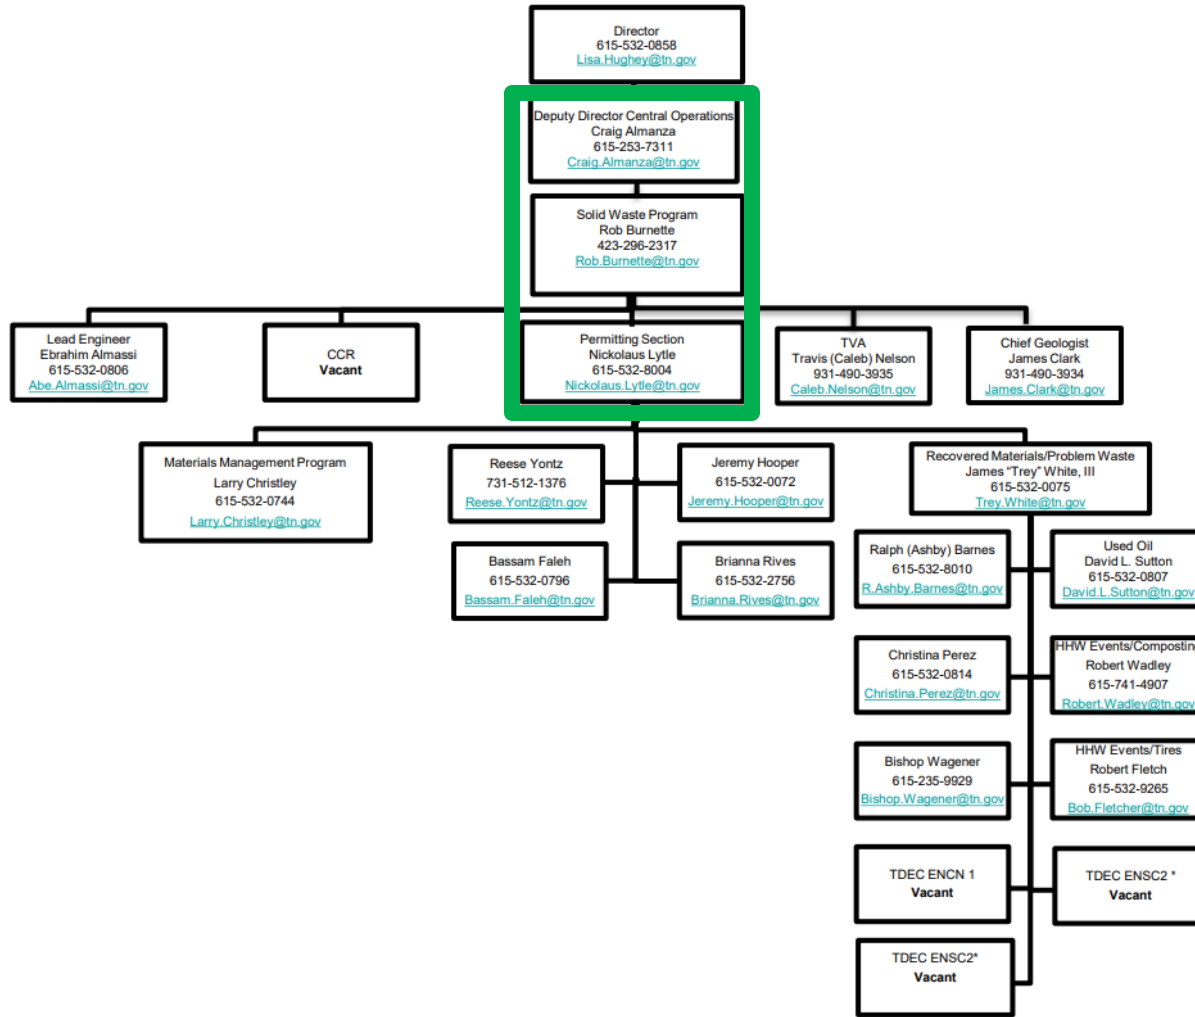 Director
615-532-0858
Lisa.Hughey@tn.gov
Deputy Director Central Operations
Craig Almanza
615-253-7311
Craig.Almanza@tn.gov
Solid Waste Program
Rob Burnette
423-296-2317
Rob.Burnette@tn.gov
Lead Engineer
Ebrahim Almassi
615-532-0806
Abe.Almassi@tn.gov
CCR
Vacant
Permitting Section
Nickolaus Lytle
615-532-8004
Nickolaus.Lytle@tn.gov
TVA
Travis (Caleb) Nelson
931-490-3935
Caleb.Nelson@tn.gov
Chief Geologist
James Clark
931-490-3934
James.Clark@tn.gov
Materials Management Program
Larry Christley
615-532-0744
Larry.Christley@tn.gov
Reese Yontz
731-512-1376
Reese.Yontz@tn.gov
Jeremy Hooper
615-532-0072
Jeremy.Hooper@tn.gov
Recovered Materials/Problem Waste
James “Trey” White, III
615-532-0075
Trey.White@tn.gov
Bassam Faleh
615-532-0796
Bassam.Faleh@tn.gov
Brianna Rives
615-532-2756
Brianna.Rives@tn.gov
Ralph (Ashby) Barnes
615-532-8010
R.Ashby.Barnes@tn.gov
Used Oil
David L. Sutton
615-532-0807
David.L.Sutton@tn.gov
Christina Perez
615-532-0814
Christina.Perez@tn.gov
HHW Events/Composting
Robert Wadley
615-741-4907
Robert.Wadley@tn.gov
Bishop Wagener
615-235-9929
Bishop.Wagener@tn.gov
HHW Events/Tires
Robert Fletch
615-532-9265
Bob.Fletcher@tn.gov
TDEC ENCN 1
Vacant
TDEC ENSC2 *
Vacant
TDEC ENSC2*
Vacant